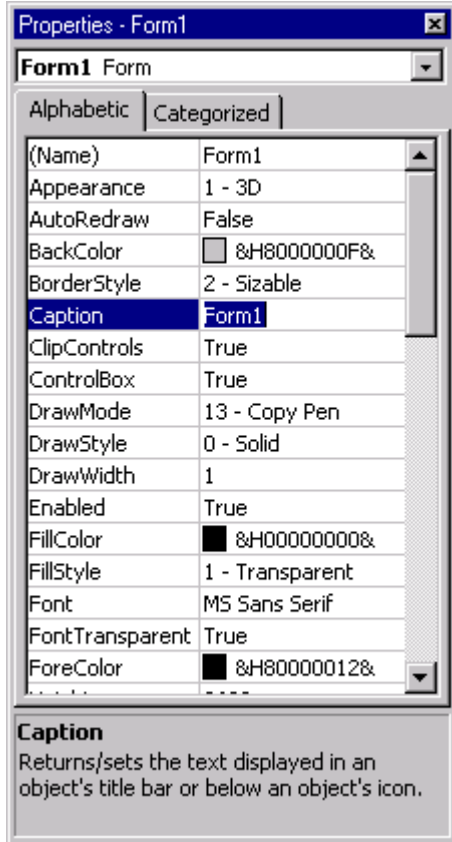 Properties - Form1
Form1 Form
Alphabetic Categorized
(Name) Form1
Appearance 1 - 3D
AutoRedraw False
BackColor &H8000000F&
BorderStyle 2 - Sizable
Caption Form1
ClipControls True
ControlBox True
DrawMode 13 - Copy Pen
DrawStyle 0 - Solid
DrawWidth 1
Enabled True
FillColor &H00000000&
FillStyle 1 - Transparent
Font MS Sans Serif
FontTransparent True
ForeColor &H80000012&
Caption
Returns/sets the text displayed in an
object's title bar or below an object's icon.